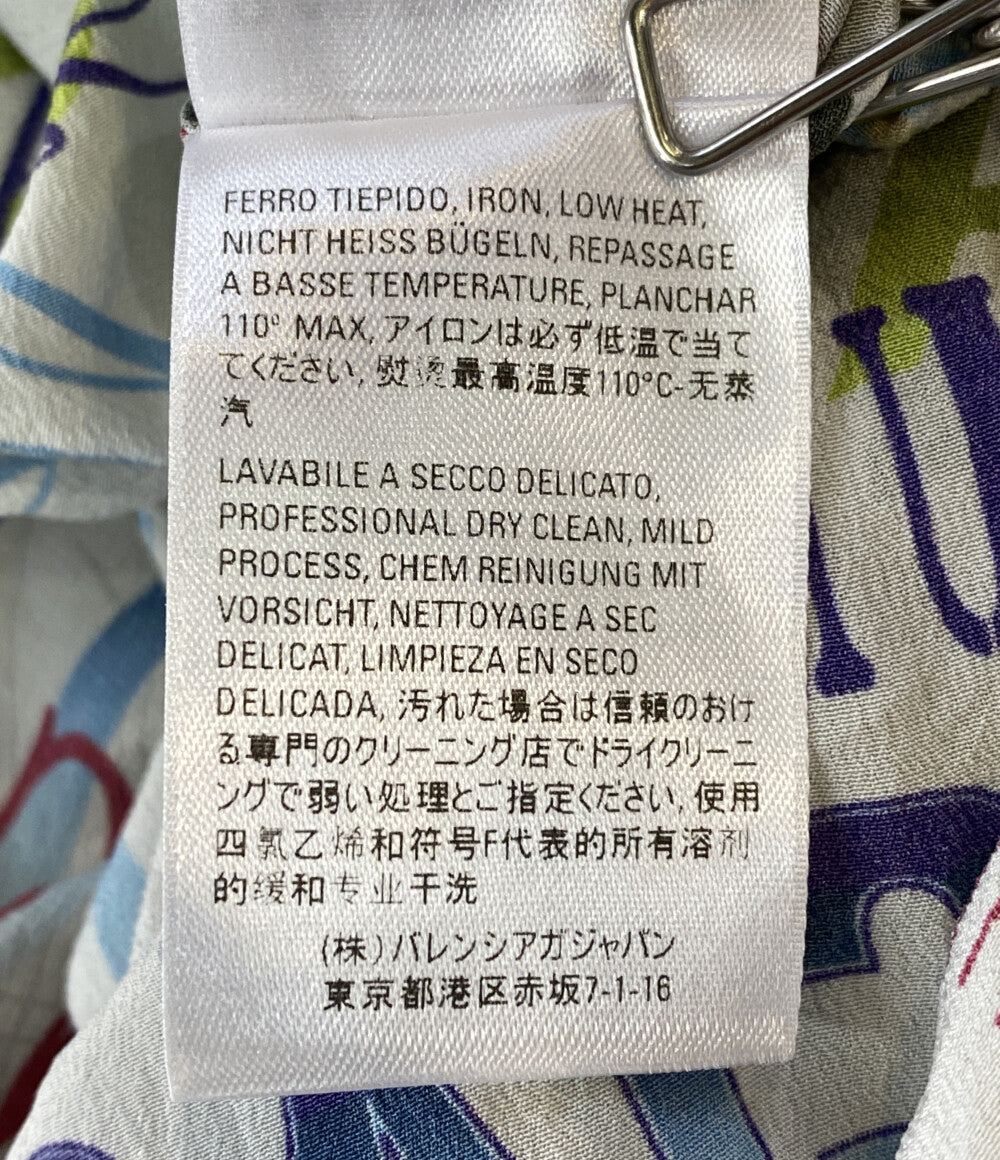 FERRO TIEPIDO, IRON, LOW HEAT,
NICHT HEISS BÜGELN, REPASSAGE
A BASSE TEMPERATURE, PLANCHAR
110° MAX, アイロンは必ず低温で当て
てください, 熨烫最高温度110°C-无蒸
汽
LAVABILE A SECCO DELICATO,
PROFESSIONAL DRY CLEAN, MILD
PROCESS, CHEM REINIGUNG MIT
VORSICHT, NETTOYAGE A SEC
DELICAT, LIMPIEZA EN SECO
DELICADA, 汚れた場合は信頼のおけ
る専門のクリーニング店でドライクリーニ
ングで弱い処理とご指定ください, 使用
四氯乙烯和符号F代表的所有溶剂
的缓和专业干洗
(株)バレンシアガジャパン
東京都港区赤坂7-1-16